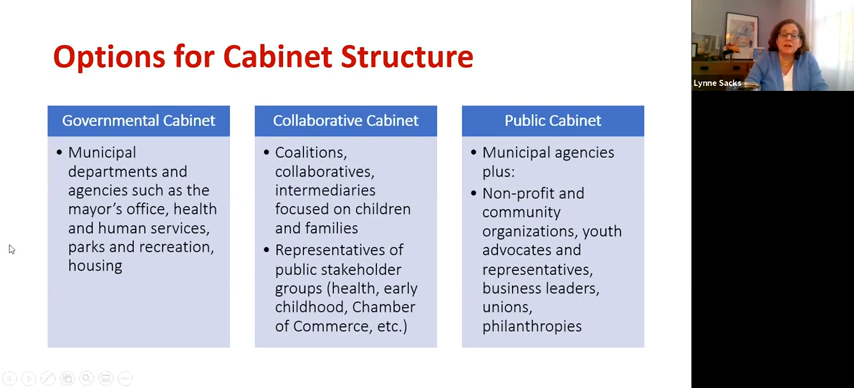 Options for Cabinet Structure
Lynne Sacks
Governmental Cabinet
• Municipal
departments and
agencies such as the
mayor's office, health
and human services,
parks and recreation,
housing
Collaborative Cabinet
• Coalitions,
collaboratives,
intermediaries
focused on children
and families
• Representatives of
public stakeholder
groups (health, early
childhood, Chamber
of Commerce, etc.)
Public Cabinet
• Municipal agencies
plus:
• Non-profit and
community
organizations, youth
advocates and
representatives,
business leaders,
unions,
philanthropies